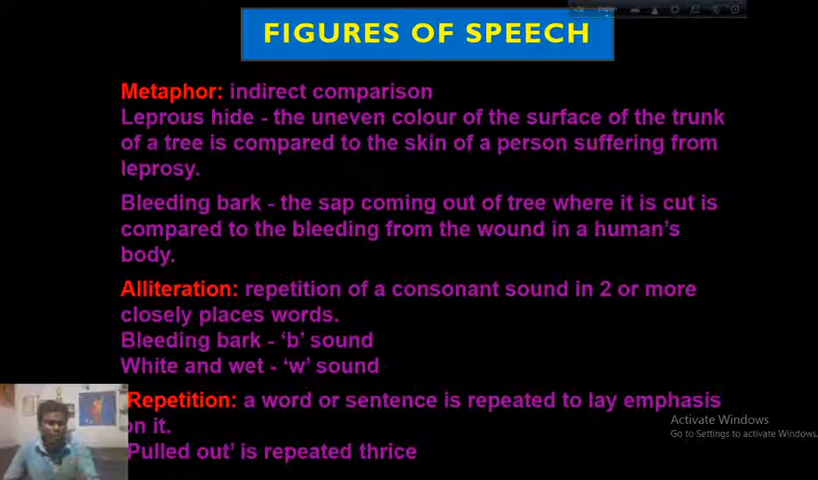 English
FIGURES OF SPEECH
Metaphor: indirect comparison
Leprous hide - the uneven colour of the surface of the trunk
of a tree is compared to the skin of a person suffering from
leprosy.
Bleeding bark - the sap coming out of tree where it is cut is
compared to the bleeding from the wound in a human's
body.
Alliteration: repetition of a consonant sound in 2 or more
closely places words.
Bleeding bark - ‘b’ sound
White and wet - ‘w’ sound
Repetition: a word or sentence is repeated to lay emphasis
on it.
Pulled out’ is repeated thrice
Activate Windows
Go to Settings to activate Windows.